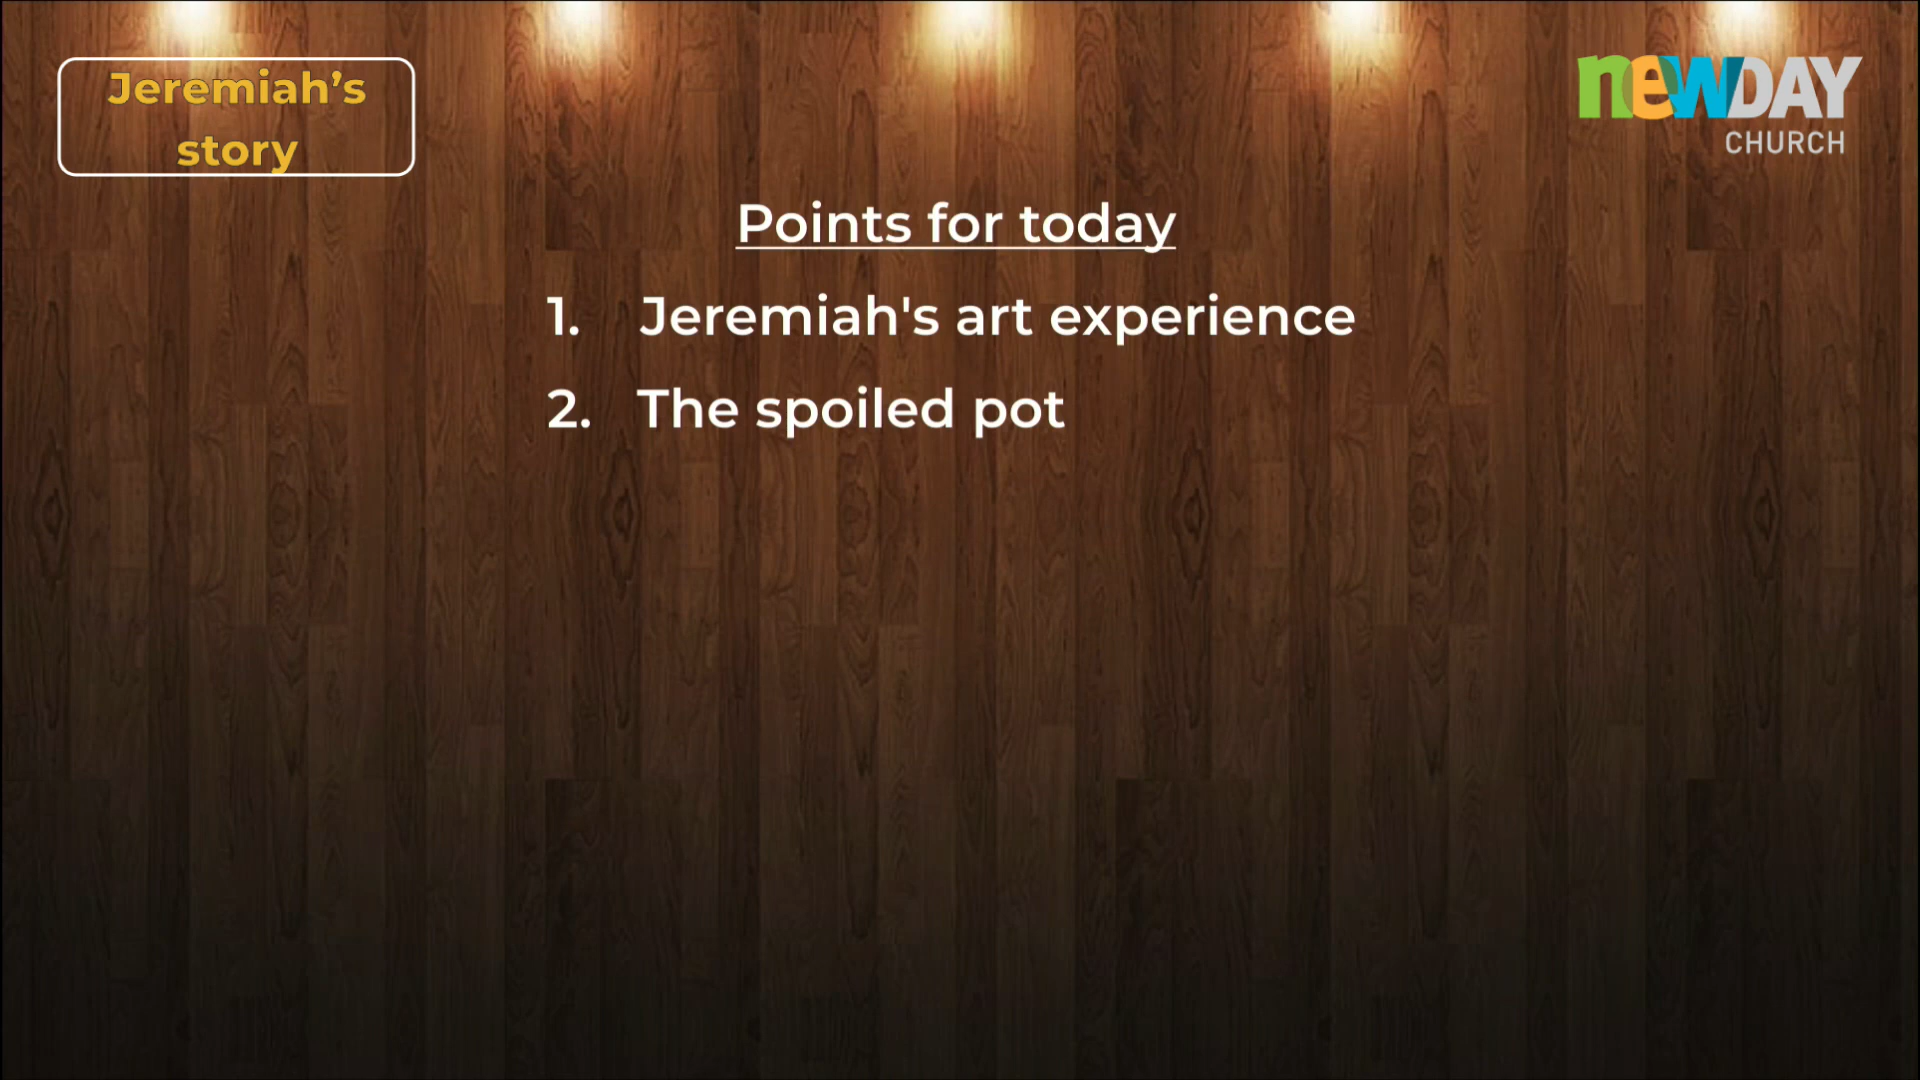 Jeremiah’s
story
newDAY
CHURCH
Points for today
1. Jeremiah's art experience
2. The spoiled pot